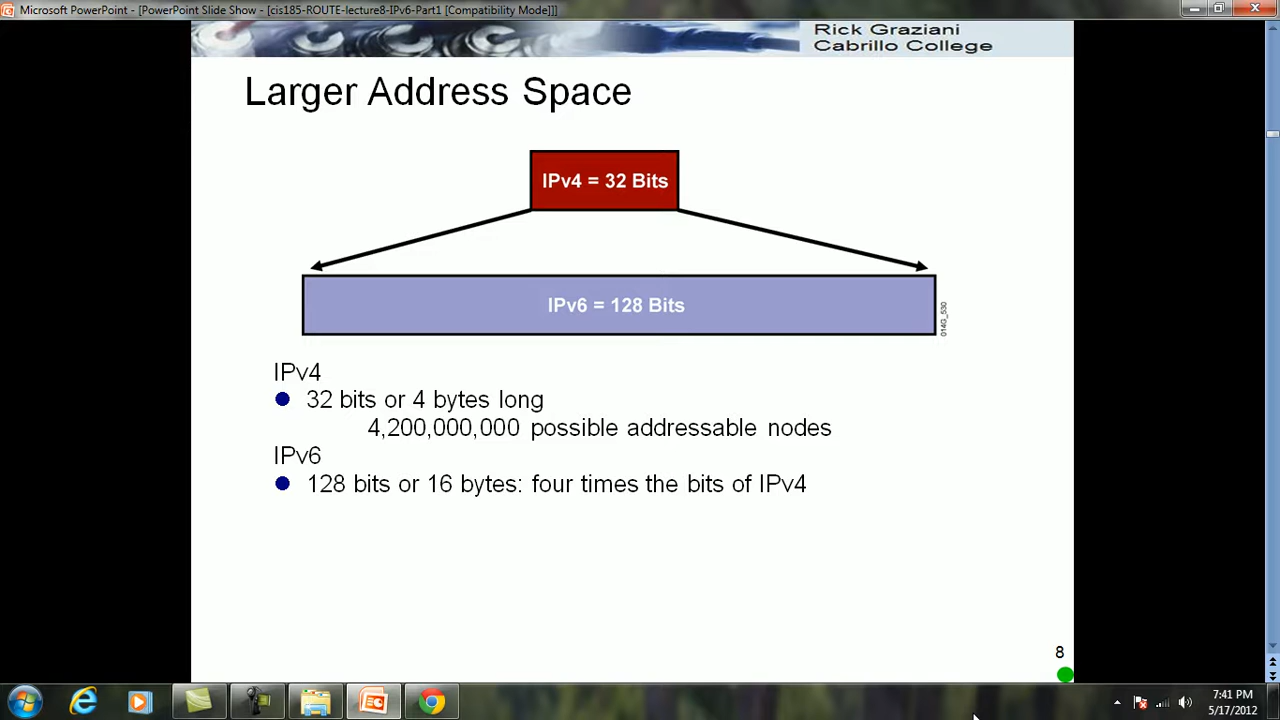 Microsoft PowerPoint - [PowerPoint Slide Show - [cis185-ROUTE-lecture8-IPv6-Part1 [Compatibility Mode]]]
Rick Graziani
Cabrillo College
Larger Address Space
IPv4 = 32 Bits
IPv6 = 128 Bits
014G_530
IPv4
32 bits or 4 bytes long
4,200,000,000 possible addressable nodes
IPv6
128 bits or 16 bytes: four times the bits of IPv4
8
7:41 PM
5/17/2012